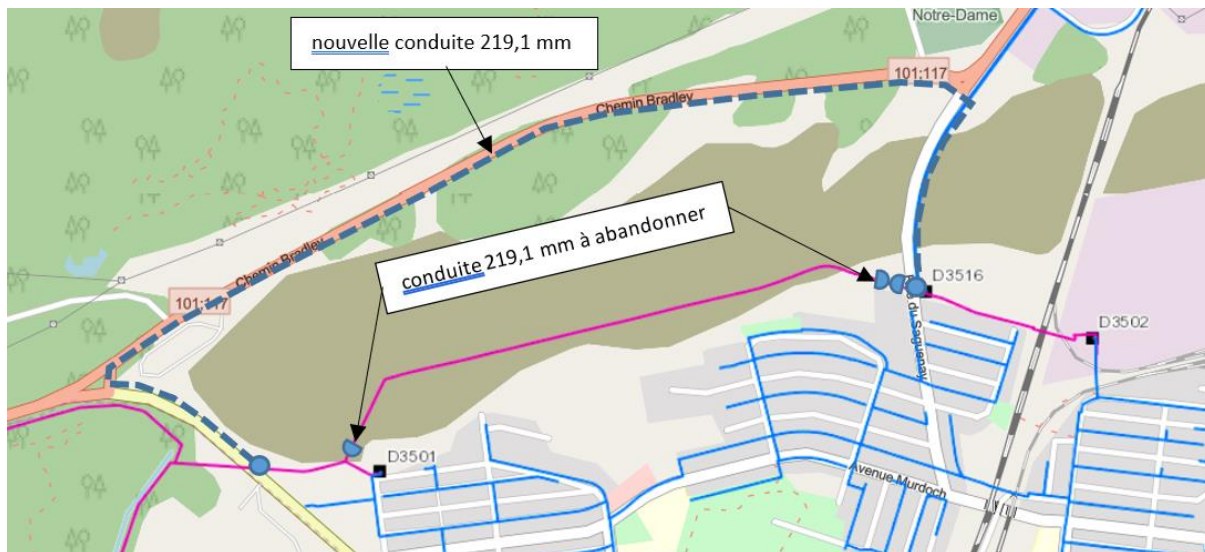 Notre-Dame
nouvelle conduite 219,1 mm
101;117
Chemin Bradley
conduite 219,1 mm à abandonner
Chemin Bradley
101;117
D3516
D3502
du Saguenay
D3501
Avenue Murdoch